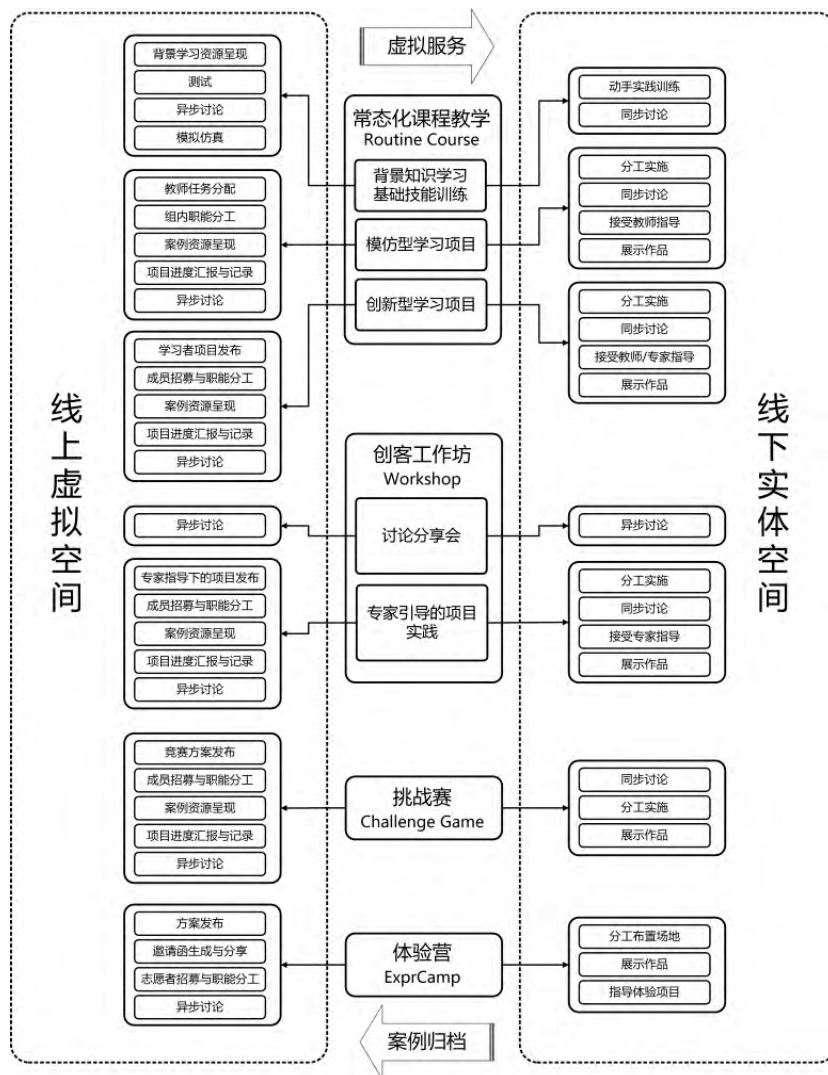 虚拟服务
线上虚拟空间
背景学习资源呈现
测试
异步讨论
模拟仿真
教师任务分配
组内职能分工
案例资源呈现
项目进度汇报与记录
异步讨论
学习者项目发布
成员招募与职能分工
案例资源呈现
项目进度汇报与记录
异步讨论
异步讨论
专家指导下的项目发布
成员招募与职能分工
案例资源呈现
项目进度汇报与记录
异步讨论
竞赛方案发布
成员招募与职能分工
案例资源呈现
项目进度汇报与记录
异步讨论
方案发布
邀请函生成与分享
志愿者招募与职能分工
异步讨论
常态化课程教学
Routine Course
背景知识学习
基础技能训练
模仿型学习项目
创新型学习项目
创客工作坊
Workshop
讨论分享会
专家引导的项目
实践
挑战赛
Challenge Game
体验营
ExprCamp
动手实践训练
同步讨论
分工实施
同步讨论
接受教师指导
展示作品
分工实施
同步讨论
接受教师/专家指导
展示作品
异步讨论
分工实施
同步讨论
接受专家指导
展示作品
同步讨论
分工实施
展示作品
分工布置场地
展示作品
指导体验项目
线下实体空间
案例归档